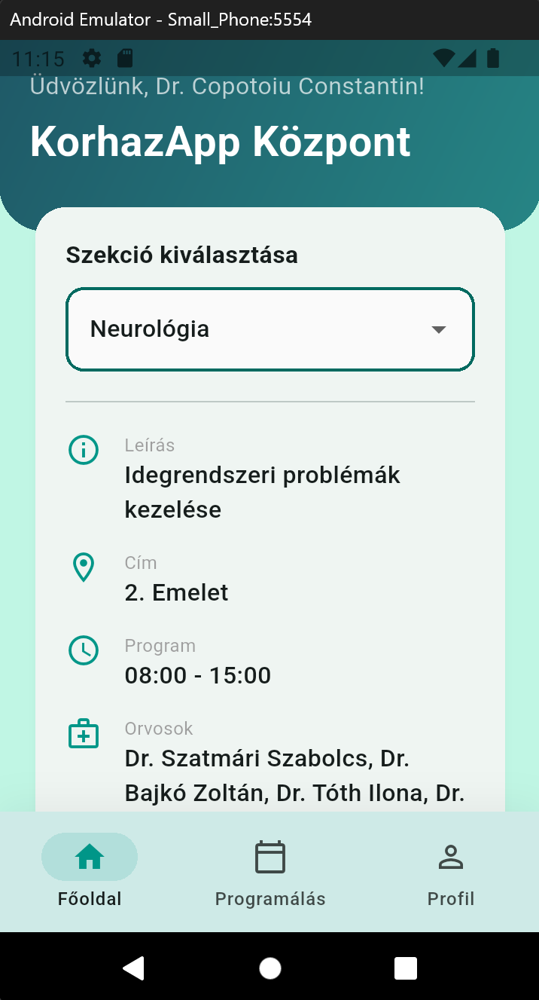 Android Emulator - Small_Phone:5554
11:15
Üdvözlünk, Dr. Copotoiu Constantin!
KorhazApp Központ
Szekció kiválasztása
Neurológia
Leírás
Idegrendszeri problémák
kezelése
Cím
2. Emelet
Program
08:00 - 15:00
Orvosok
Dr. Szatmári Szabolcs, Dr.
Bajkó Zoltán, Dr. Tóth Ilona, Dr.
Főoldal
Programálás
Profil